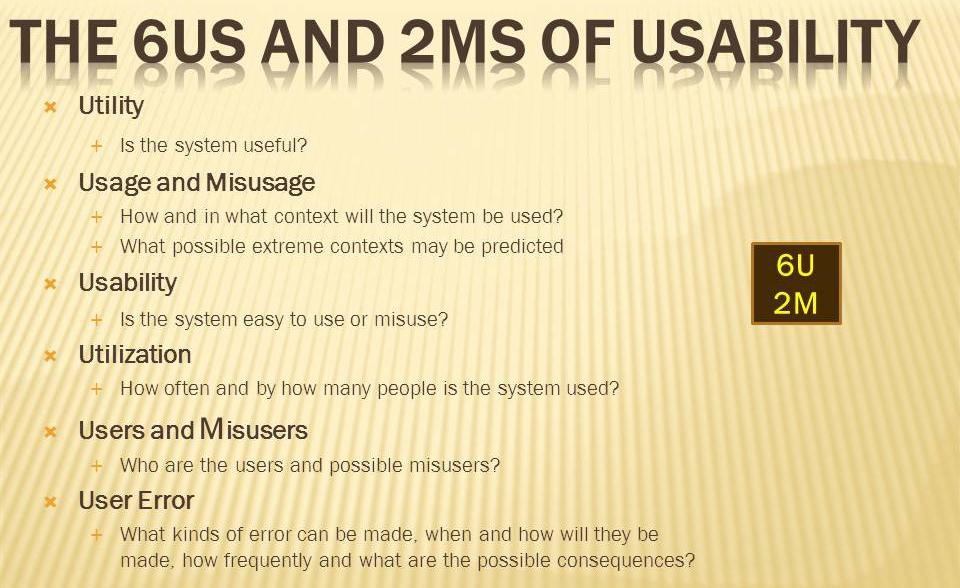 THE 6US AND 2MS OF USABILITY
Utility
Is the system useful?
Usage and Misusage
How and in what context will the system be used?
What possible extreme contexts may be predicted
Usability
Is the system easy to use or misuse?
Utilization
How often and by how many people is the system used?
Users and Misusers
Who are the users and possible misusers?
User Error
What kinds of error can be made, when and how will they be
made, how frequently and what are the possible consequences?
6U
2M